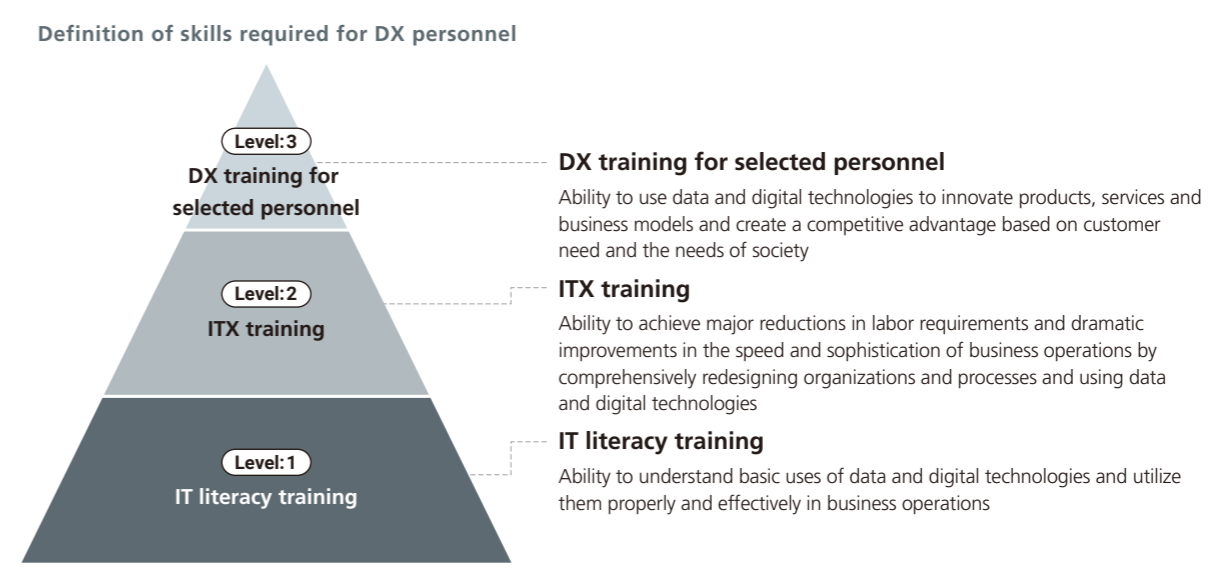 Definition of skills required for DX personnel
Level:3
DX training for
selected personnel
Level:2
ITX training
Level:1
IT literacy training
DX training for selected personnel
Ability to use data and digital technologies to innovate products, services and
business models and create a competitive advantage based on customer
need and the needs of society
ITX training
Ability to achieve major reductions in labor requirements and dramatic
improvements in the speed and sophistication of business operations by
comprehensively redesigning organizations and processes and using data
and digital technologies
IT literacy training
Ability to understand basic uses of data and digital technologies and utilize
them properly and effectively in business operations